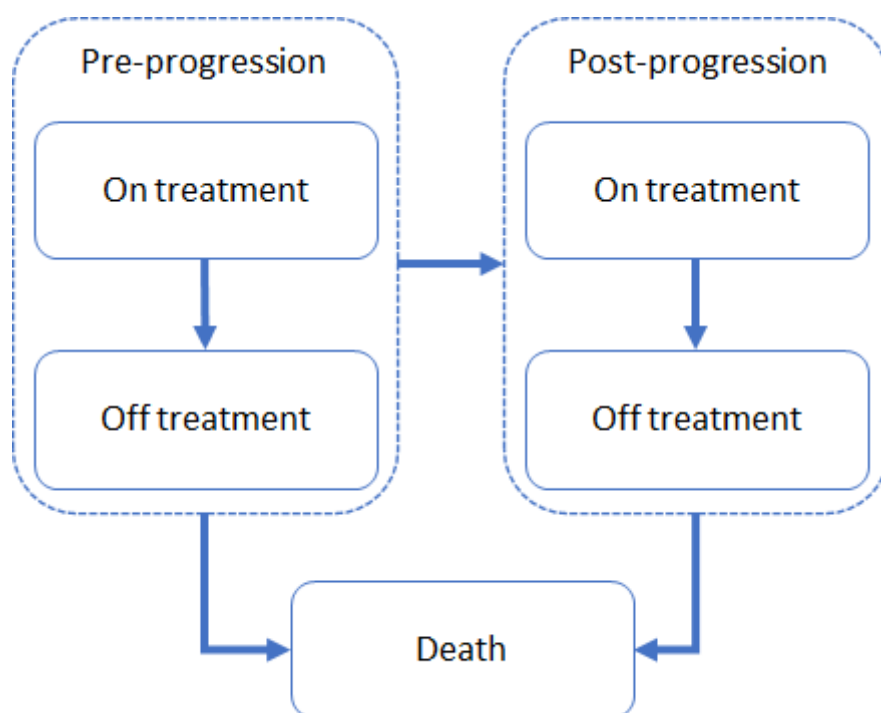 Pre-progression
On treatment
Off treatment
Post-progression
On treatment
Off treatment
Death